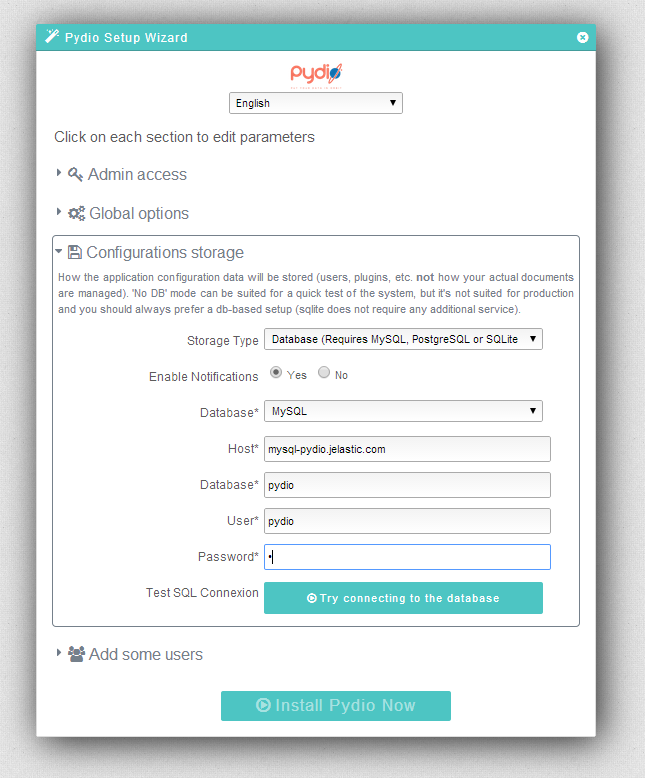 Pydio Setup Wizard
pydio
English
Click on each section to edit parameters
Admin access
Global options
Configurations storage
How the application configuration data will be stored (users, plugins, etc. not how your actual documents
are managed). 'No DB' mode can be suited for a quick test of the system, but it's not suited for production
and you should always prefer a db-based setup (sqlite does not require any additional service).
Storage Type Database (Requires MySQL, PostgreSQL or SQLite
Enable Notifications Yes No
Database* MySQL
Host* mysql-pydio.jelastic.com
Database* pydio
User* pydio
Password* •
Test SQL Connexion Try connecting to the database
Add some users
Install Pydio Now